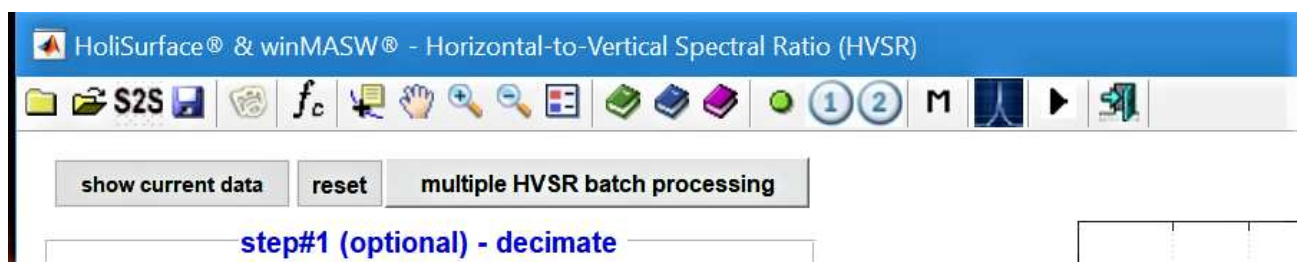 HoliSurface® & winMASW® - Horizontal-to-Vertical Spectral Ratio (HVSR)
S2S fc 1 2 M
show current data reset multiple HVSR batch processing
step#1 (optional) - decimate